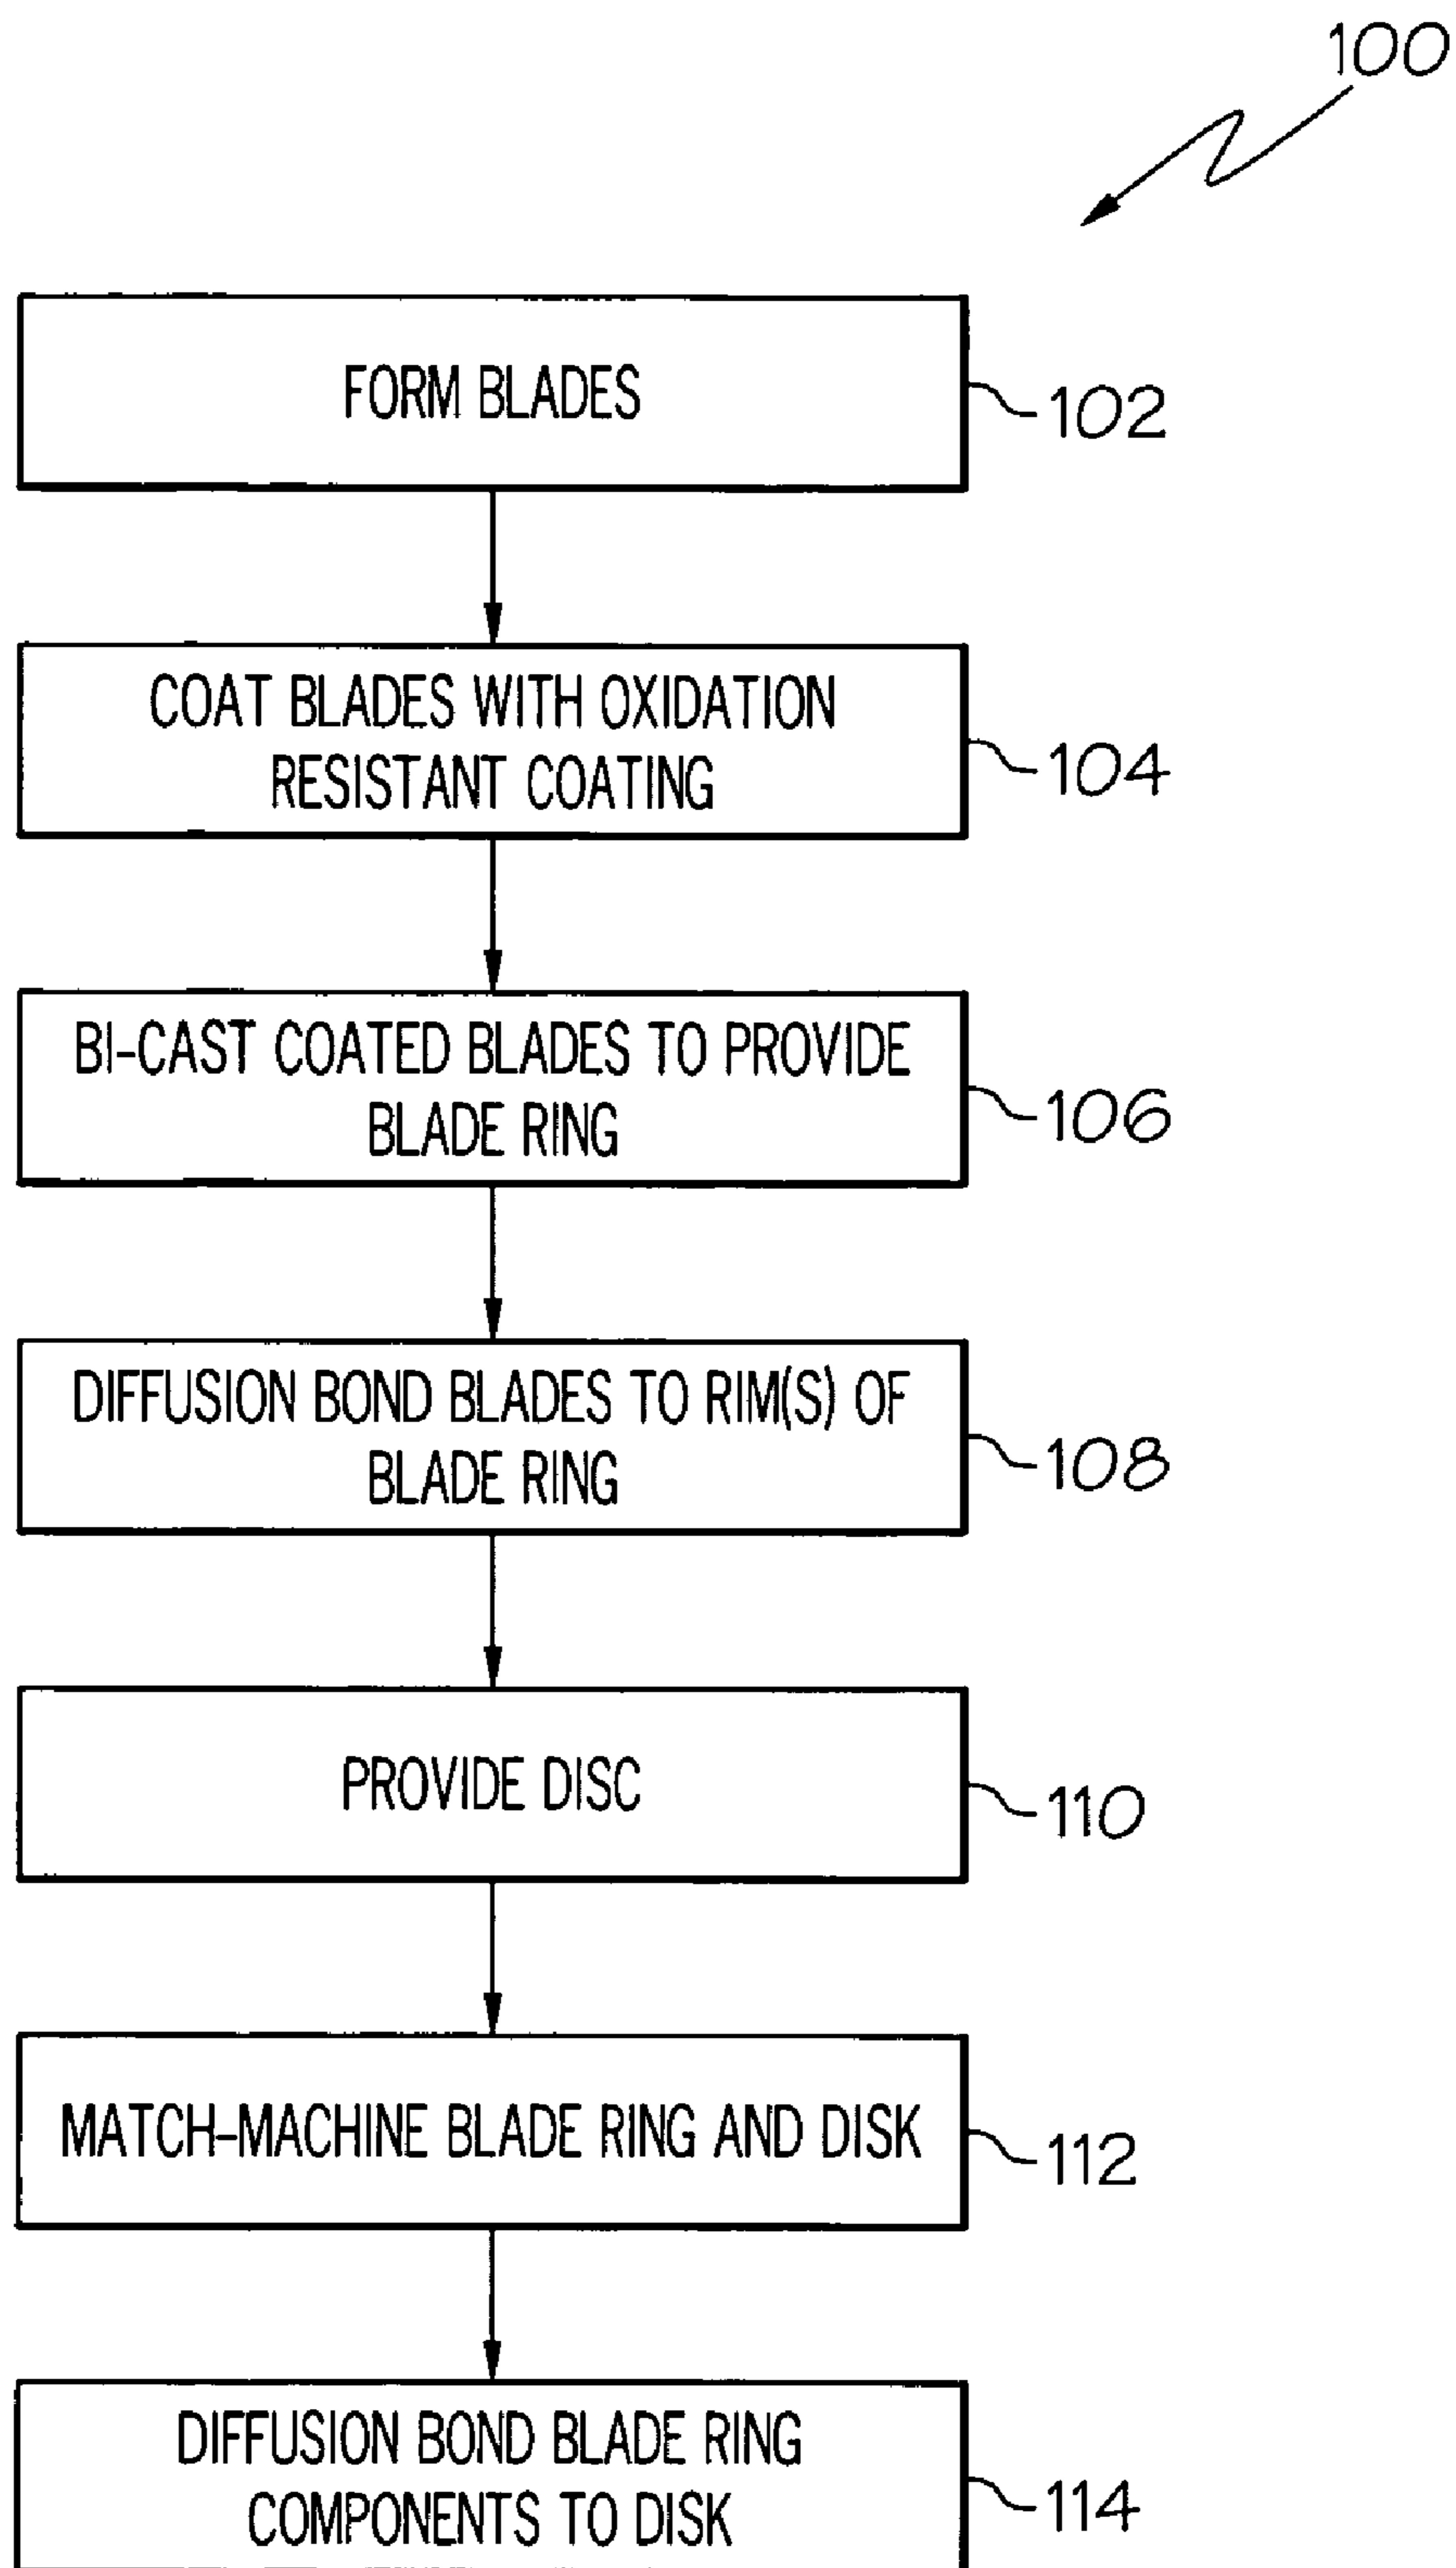 100
FORM BLADES
102
COAT BLADES WITH OXIDATION
RESISTANT COATING
104
BI-CAST COATED BLADES TO PROVIDE
BLADE RING
106
DIFFUSION BOND BLADES TO RIM(S) OF
BLADE RING
108
PROVIDE DISC
110
MATCH-MACHINE BLADE RING AND DISK
112
DIFFUSION BOND BLADE RING
COMPONENTS TO DISK
114